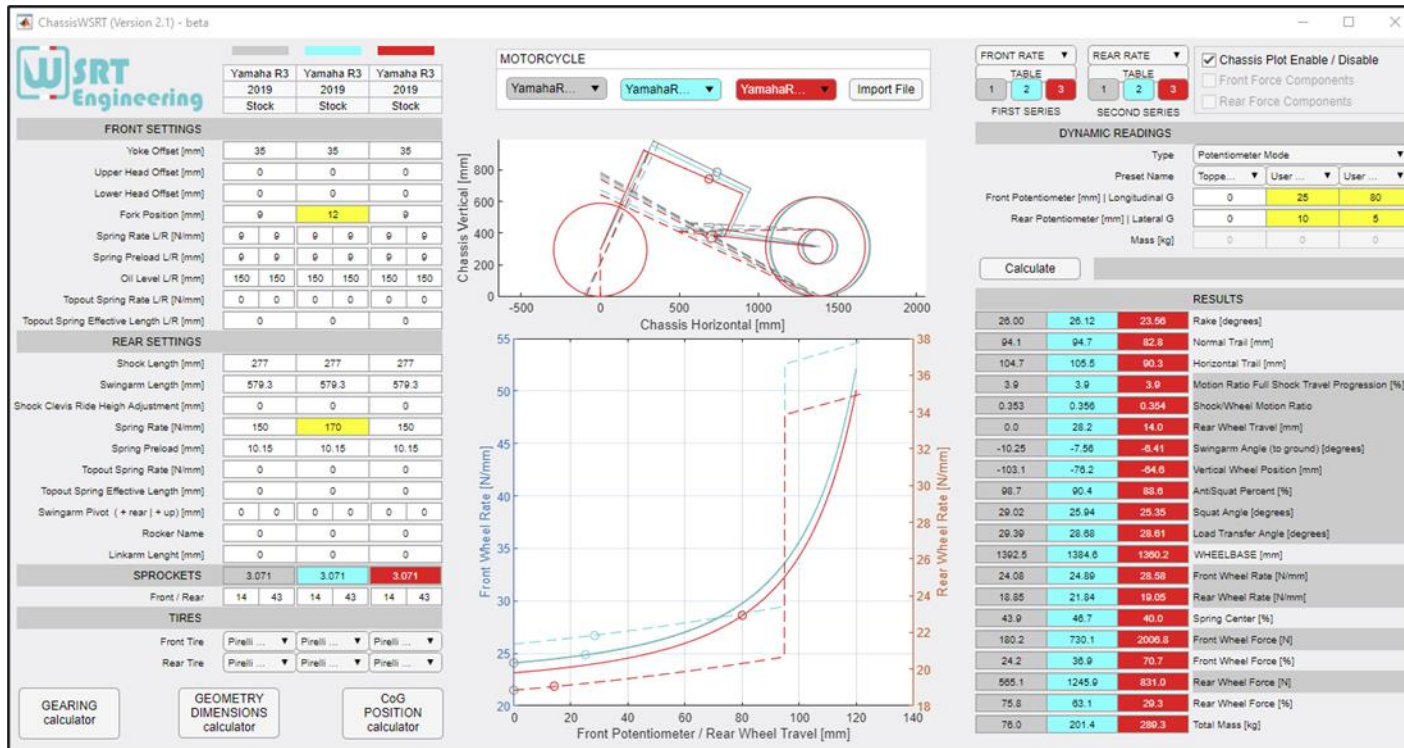 ChassisWSRT (Version 2.1) - beta
WSRT
Engineering
Yamaha R3 Yamaha R3 Yamaha R3
2019 2019 2019
Stock Stock Stock
FRONT SETTINGS
Yoke Offset [mm] 35 35 35
Upper Head Offset [mm] 0 0 0
Lower Head Offset [mm] 0 0 0
Fork Position [mm] 9 12 9
Spring Rate L/R [N/mm] 9 9 9 9 9 9
Spring Preload L/R [mm] 9 9 9 9 9 9
Oil Level L/R [mm] 150 150 150 150 150 150
Topout Spring Rate L/R [N/mm] 0 0 0 0 0 0
Topout Spring Effective Length L/R [mm] 0 0 0
REAR SETTINGS
Shock Length [mm] 277 277 277
Swingarm Length [mm] 579.3 579.3 579.3
Shock Clevis Ride Heigh Adjustment [mm] 0 0 0
Spring Rate [N/mm] 150 170 150
Spring Preload [mm] 10.15 10.15 10.15
Topout Spring Rate [N/mm] 0 0 0
Topout Spring Effective Length [mm] 0 0 0
Swingarm Pivot ( + rear | + up) [mm] 0 0 0 0 0 0
Rocker Name 0 0 0
Linkarm Lenght [mm] 0 0 0
SPROCKETS 3.071 3.071 3.071
Front / Rear 14 43 14 43 14 43
TIRES
Front Tire Pirelli ... Pirelli ... Pirelli ...
Rear Tire Pirelli ... Pirelli ... Pirelli ...
GEARING
calculator
GEOMETRY
DIMENSIONS
calculator
CoG
POSITION
calculator
MOTORCYCLE
YamahaR... YamahaR... YamahaR... Import File
Chassis Vertical [mm]
800
600
400
200
0
-500 0 500 1000 1500 2000
Chassis Horizontal [mm]
Front Wheel Rate [N/mm]
55
50
45
40
35
30
25
20
38
36
34
32
30
28
26
24
22
20
18
Rear Wheel Rate [N/mm]
0 20 40 60 80 100 120 140
Front Potentiometer / Rear Wheel Travel [mm]
FRONT RATE REAR RATE
TABLE TABLE
1 2 3 1 2 3
FIRST SERIES SECOND SERIES
Chassis Plot Enable / Disable
Front Force Components
Rear Force Components
DYNAMIC READINGS
Type Potentiometer Mode
Preset Name Toppe... User ... User ...
Front Potentiometer [mm] | Longitudinal G 0 25 80
Rear Potentiometer [mm] | Lateral G 0 10 5
Mass [kg] 0 0 0
Calculate
RESULTS
26.00 26.12 23.56 Rake [degrees]
94.1 94.7 82.8 Normal Trail [mm]
104.7 105.5 90.3 Horizontal Trail [mm]
3.9 3.9 3.9 Motion Ratio Full Shock Travel Progression [%]
0.353 0.356 0.354 Shock/Wheel Motion Ratio
0.0 28.2 14.0 Rear Wheel Travel [mm]
-10.25 -7.56 -6.41 Swingarm Angle (to ground) [degrees]
-103.1 -76.2 -64.6 Vertical Wheel Position [mm]
98.7 90.4 88.6 AntiSquat Percent [%]
29.02 25.94 25.35 Squat Angle [degrees]
29.39 28.68 28.61 Load Transfer Angle [degrees]
1392.5 1384.6 1360.2 WHEELBASE [mm]
24.08 24.89 28.58 Front Wheel Rate [N/mm]
18.85 21.84 19.05 Rear Wheel Rate [N/mm]
43.9 46.7 40.0 Spring Center [%]
180.2 730.1 2006.8 Front Wheel Force [N]
24.2 36.9 70.7 Front Wheel Force [%]
565.1 1245.9 831.0 Rear Wheel Force [N]
75.8 63.1 29.3 Rear Wheel Force [%]
76.0 201.4 289.3 Total Mass [kg]